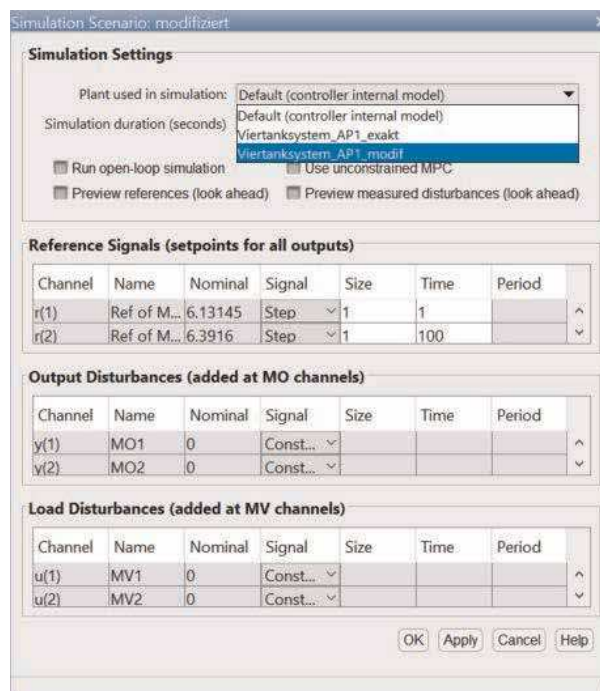 Simulation Scenario: modifiziert
Simulation Settings
Plant used in simulation: Default (controller internal model)
Default (controller internal model)
Simulation duration (seconds)
Viertanksystem_AP1_exakt
Viertanksystem_AP1_modif
Run open-loop simulation Use unconstrained MPC
Preview references (look ahead) Preview measured disturbances (look ahead)
Reference Signals (setpoints for all outputs)
Channel Name Nominal Signal Size Time Period
r(1) Ref of M... 6.13145 Step 1 1
r(2) Ref of M... 6.3916 Step 1 100
Output Disturbances (added at MO channels)
Channel Name Nominal Signal Size Time Period
y(1) MO1 0 Const...
y(2) MO2 0 Const...
Load Disturbances (added at MV channels)
Channel Name Nominal Signal Size Time Period
u(1) MV1 0 Const...
u(2) MV2 0 Const...
OK Apply Cancel Help